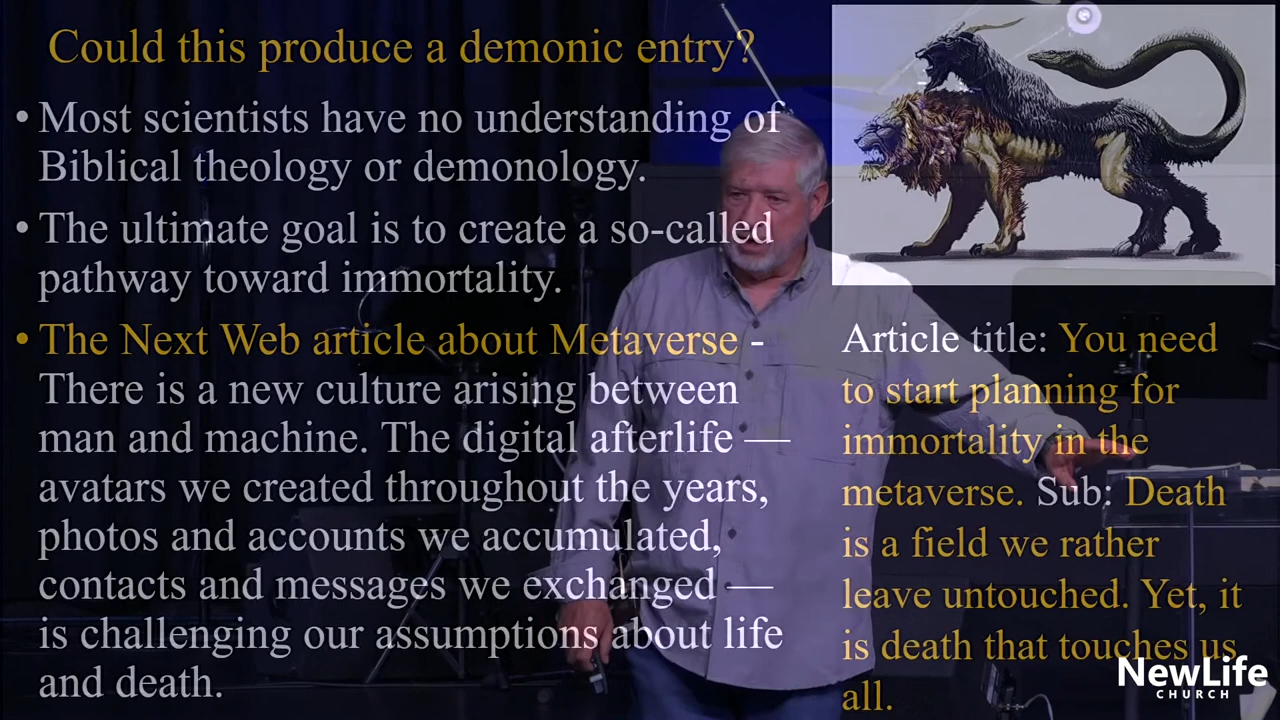 Could this produce a demonic entry?
• Most scientists have no understanding of
Biblical theology or demonology.
• The ultimate goal is to create a so-called
pathway toward immortality.
• The Next Web article about Metaverse -
There is a new culture arising between
man and machine. The digital afterlife —
avatars we created throughout the years,
photos and accounts we accumulated,
contacts and messages we exchanged —
is challenging our assumptions about life
and death.
Article title: You need
to start planning for
immortality in the
metaverse. Sub: Death
is a field we rather
leave untouched. Yet, it
is death that touches us
all.
NewLife
CHURCH